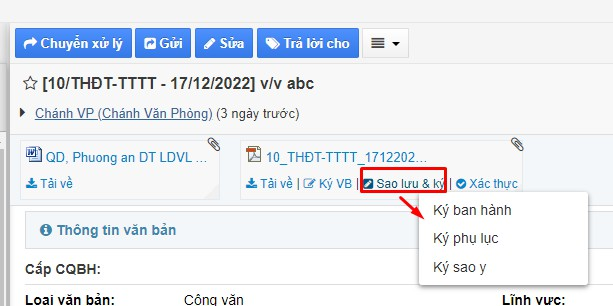 Chuyển xử lý Gửi Sửa Trả lời cho
[10/THĐT-TTTT - 17/12/2022] v/v abc
Chánh VP (Chánh Văn Phòng) (3 ngày trước)
QD, Phuong an DT LDVL ... 10_THĐT-TTTT_1712202...
Tải về Tải về | Ký VB | Sao lưu & ký | Xác thực
Ký ban hành
Ký phụ lục
Ký sao y
Thông tin văn bản
Cấp CQBH:
Loại văn bản: Công văn Lĩnh vực: